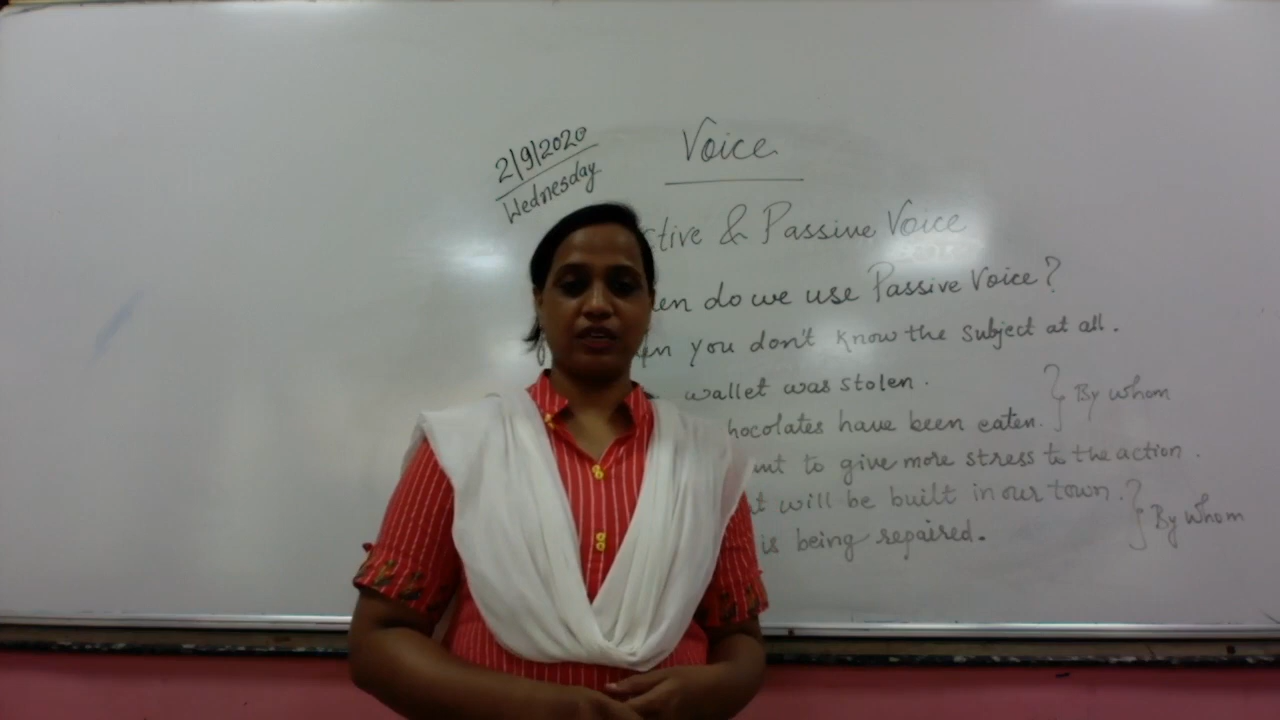 2/9/2020
Wednesday
Voice
ctive & Passive Voice
en do we use Passive Voice?
en you don't know the subject at all.
wallet was stolen.
hocolates have been eaten. } By whom
nt to give more stress to the action.
t will be built in our town.
is being repaired. } By whom